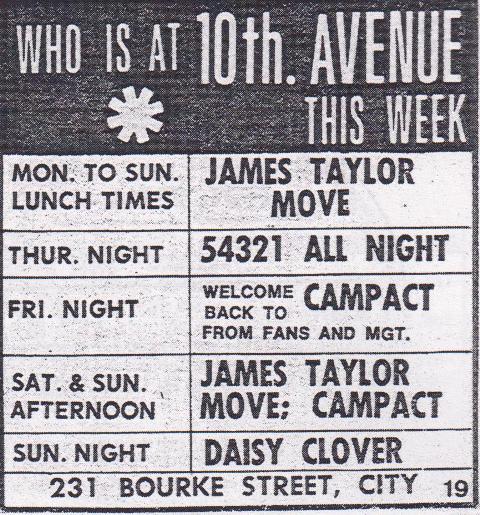 WHO IS AT 10th. AVENUE
THIS WEEK
MON. TO SUN.
LUNCH TIMES
JAMES TAYLOR
MOVE
THUR. NIGHT
54321 ALL NIGHT
FRI. NIGHT
WELCOME
BACK TO
CAMPACT
FROM FANS AND MGT.
SAT. & SUN.
AFTERNOON
JAMES TAYLOR
MOVE; CAMPACT
SUN. NIGHT
DAISY CLOVER
231 BOURKE STREET, CITY 19